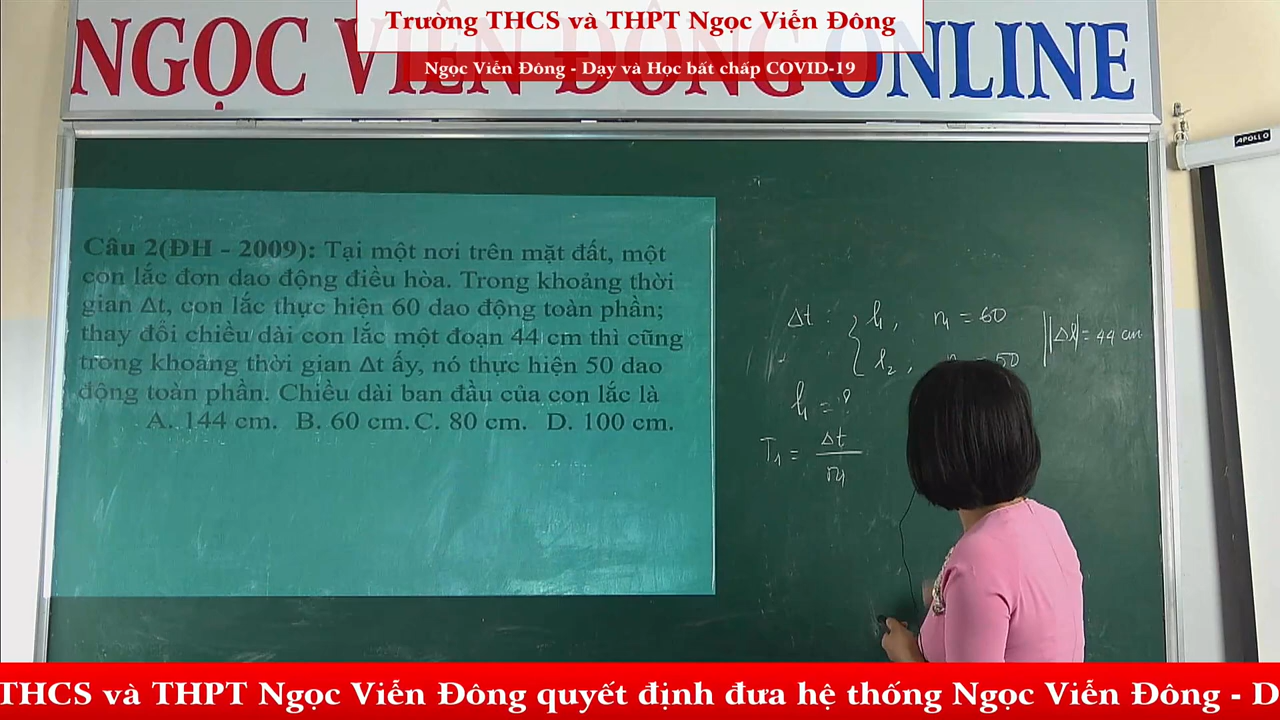 Trường THCS và THPT Ngọc Viễn Đông
Ngọc Viễn Đông - Dạy và Học bất chấp COVID-19
NGỌC VIỄN ĐÔNG ONLINE
APOLLO
Câu 2(ĐH - 2009): Tại một nơi trên mặt đất, một
con lắc đơn dao động điều hòa. Trong khoảng thời
gian Δt, con lắc thực hiện 60 dao động toàn phần;
thay đổi chiều dài con lắc một đoạn 44 cm thì cũng
trong khoảng thời gian Δt ấy, nó thực hiện 50 dao
động toàn phần. Chiều dài ban đầu của con lắc là
A. 144 cm. B. 60 cm. C. 80 cm. D. 100 cm.
Δt : { l₁, n₁ = 60
l₂, = 50
|Δl| = 44 cm
l₁ = ?
T₁ = Δt / n₁
THCS và THPT Ngọc Viễn Đông quyết định đưa hệ thống Ngọc Viễn Đông - D